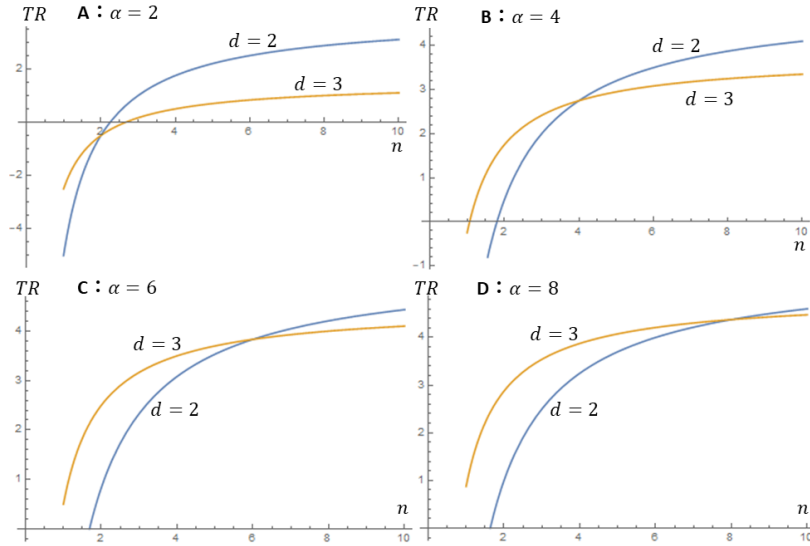 TR A：α = 2
d = 2
d = 3
2
-2
-4
2 4 6 8 10
n
TR B：α = 4
d = 2
d = 3
4
3
2
1
-1
2 4 6 8 10
n
TR C：α = 6
d = 3
d = 2
4
3
2
1
2 4 6 8 10
n
TR D：α = 8
d = 3
d = 2
4
3
2
1
2 4 6 8 10
n